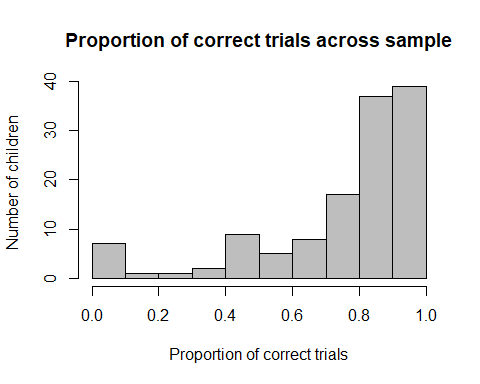 Proportion of correct trials across sample
Number of children
40
30
20
10
0
0.0 0.2 0.4 0.6 0.8 1.0
Proportion of correct trials